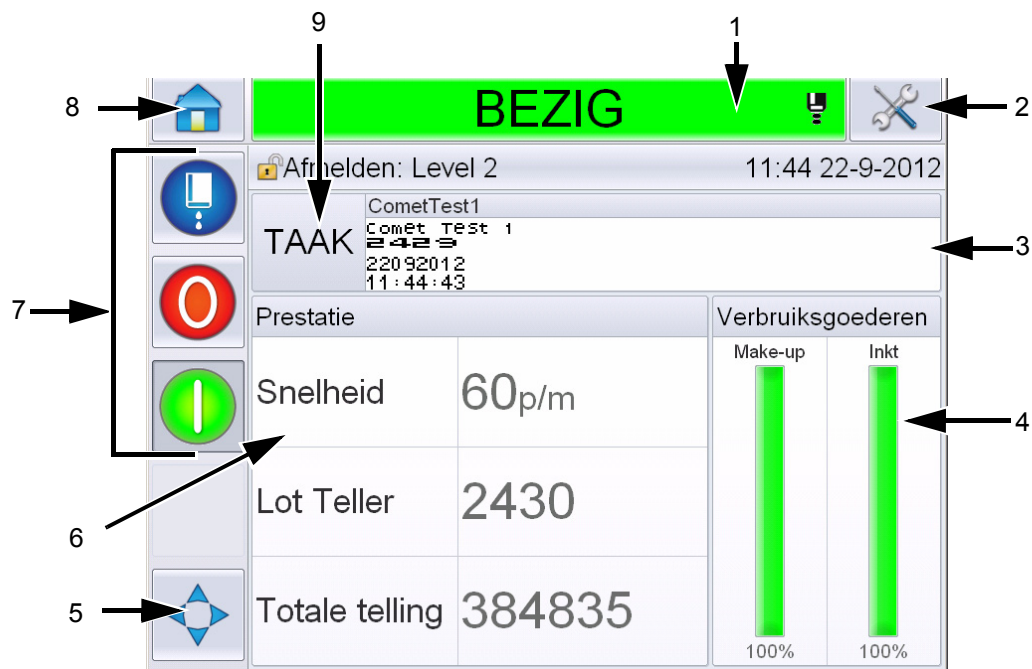 9
1
8
BEZIG
2
Afmelden: Level 2
11:44 22-9-2012
TAAK
CometTest1
Comet Test 1
2429
22092012
11:44:43
3
7
Prestatie
Verbruiksgoederen
Make-up
Inkt
Snelheid
60p/m
4
6
Lot Teller
2430
5
Totale telling
384835
100%
100%